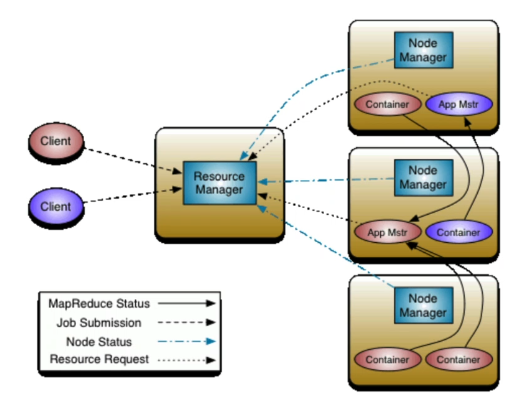 Node
Manager
Container
App Mstr
Client
Resource
Manager
Client
Node
Manager
App Mstr
Container
MapReduce Status
Job Submission
Node Status
Resource Request
Node
Manager
Container
Container